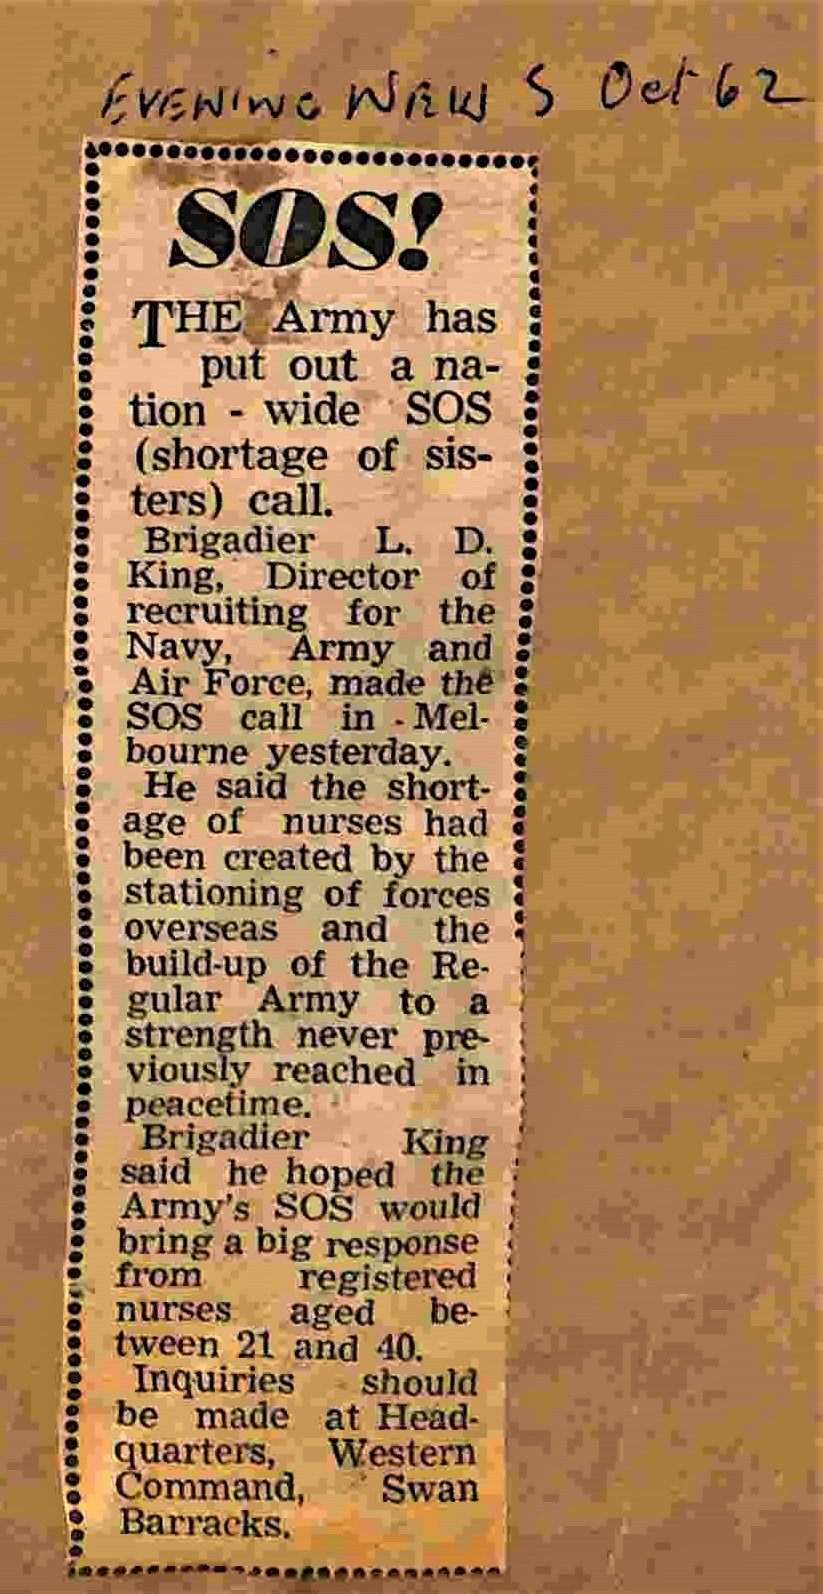 EVENING NEWS Oct 62
SOS!
THE Army has
put out a na-
tion - wide SOS
(shortage of sis-
ters) call.
Brigadier L. D.
King, Director of
recruiting for the
Navy, Army and
Air Force, made the
SOS call in Mel-
bourne yesterday.
He said the short-
age of nurses had
been created by the
stationing of forces
overseas and the
build-up of the Re-
gular Army to a
strength never pre-
viously reached in
peacetime.
Brigadier King
said he hoped the
Army's SOS would
bring a big response
from registered
nurses aged be-
tween 21 and 40.
Inquiries should
be made at Head-
quarters, Western
Command, Swan
Barracks.